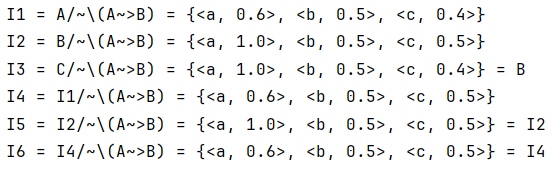 I1 = A/~\(A~>B) = {<a, 0.6>, <b, 0.5>, <c, 0.4>}
I2 = B/~\(A~>B) = {<a, 1.0>, <b, 0.5>, <c, 0.5>}
I3 = C/~\(A~>B) = {<a, 1.0>, <b, 0.5>, <c, 0.4>} = B
I4 = I1/~\(A~>B) = {<a, 0.6>, <b, 0.5>, <c, 0.5>}
I5 = I2/~\(A~>B) = {<a, 1.0>, <b, 0.5>, <c, 0.5>} = I2
I6 = I4/~\(A~>B) = {<a, 0.6>, <b, 0.5>, <c, 0.5>} = I4